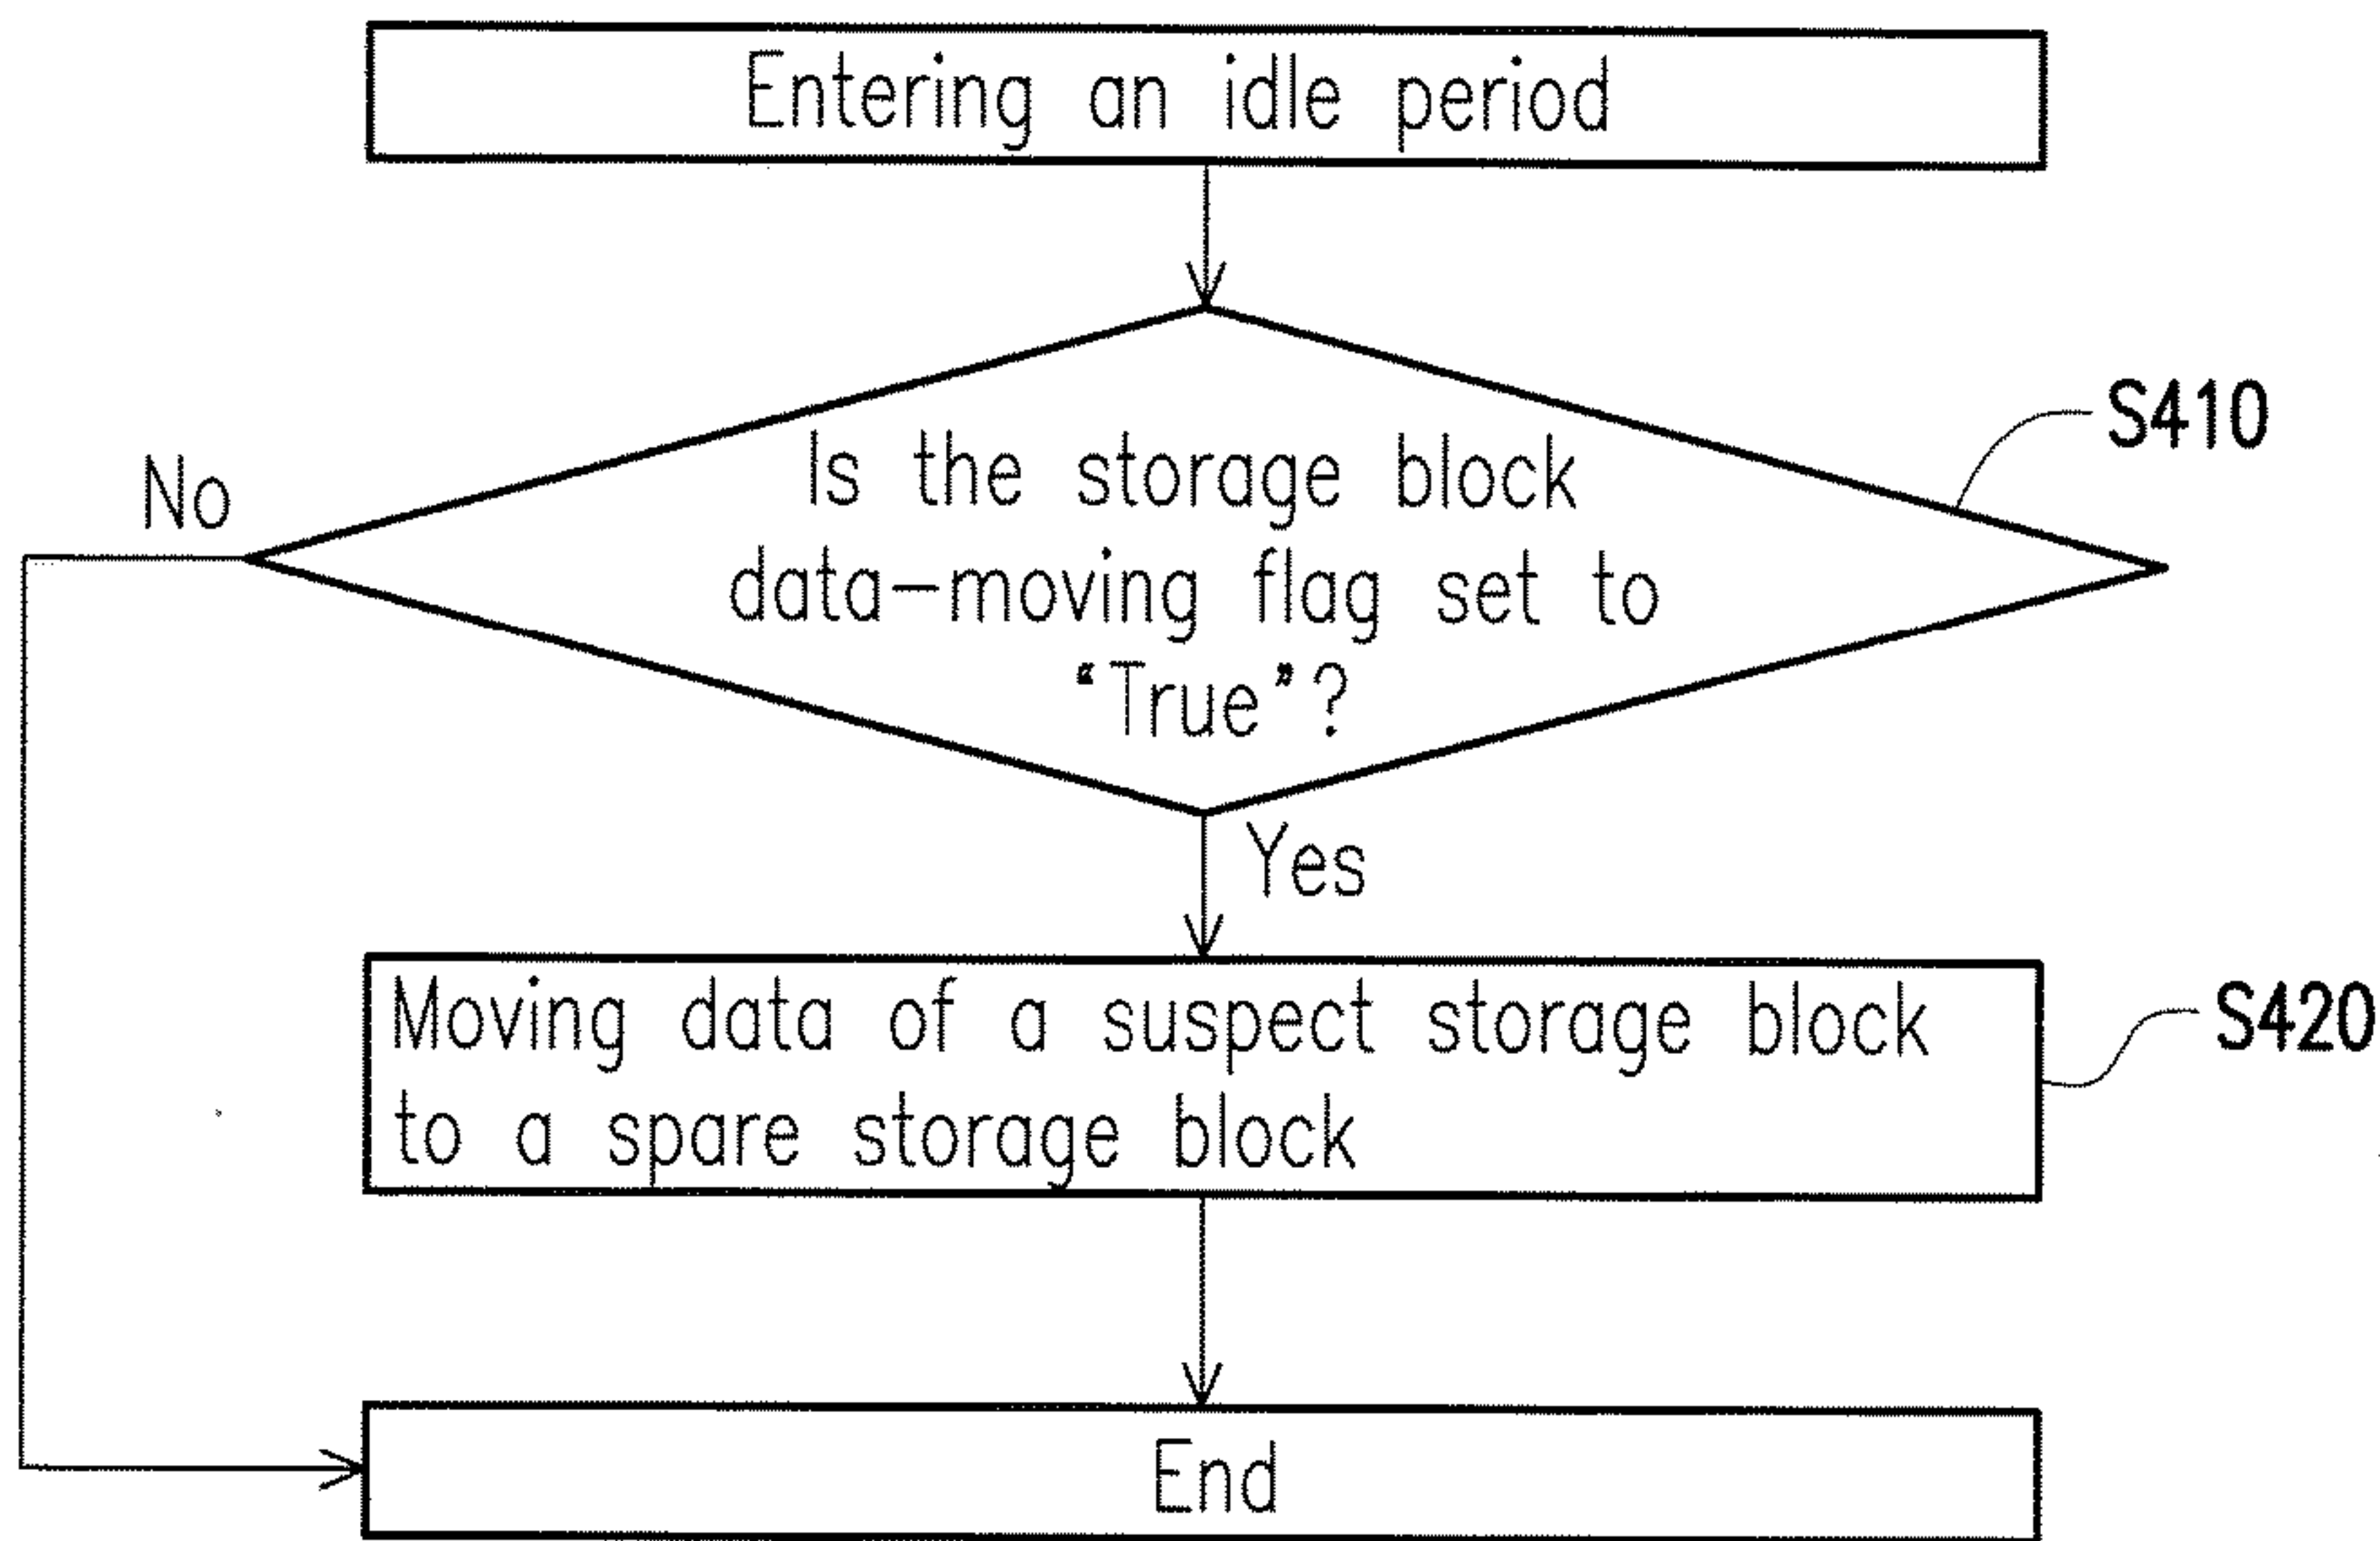 Entering an idle period
S410
No
Is the storage block
data-moving flag set to
“True”?
Yes
Moving data of a suspect storage block
to a spare storage block
S420
End